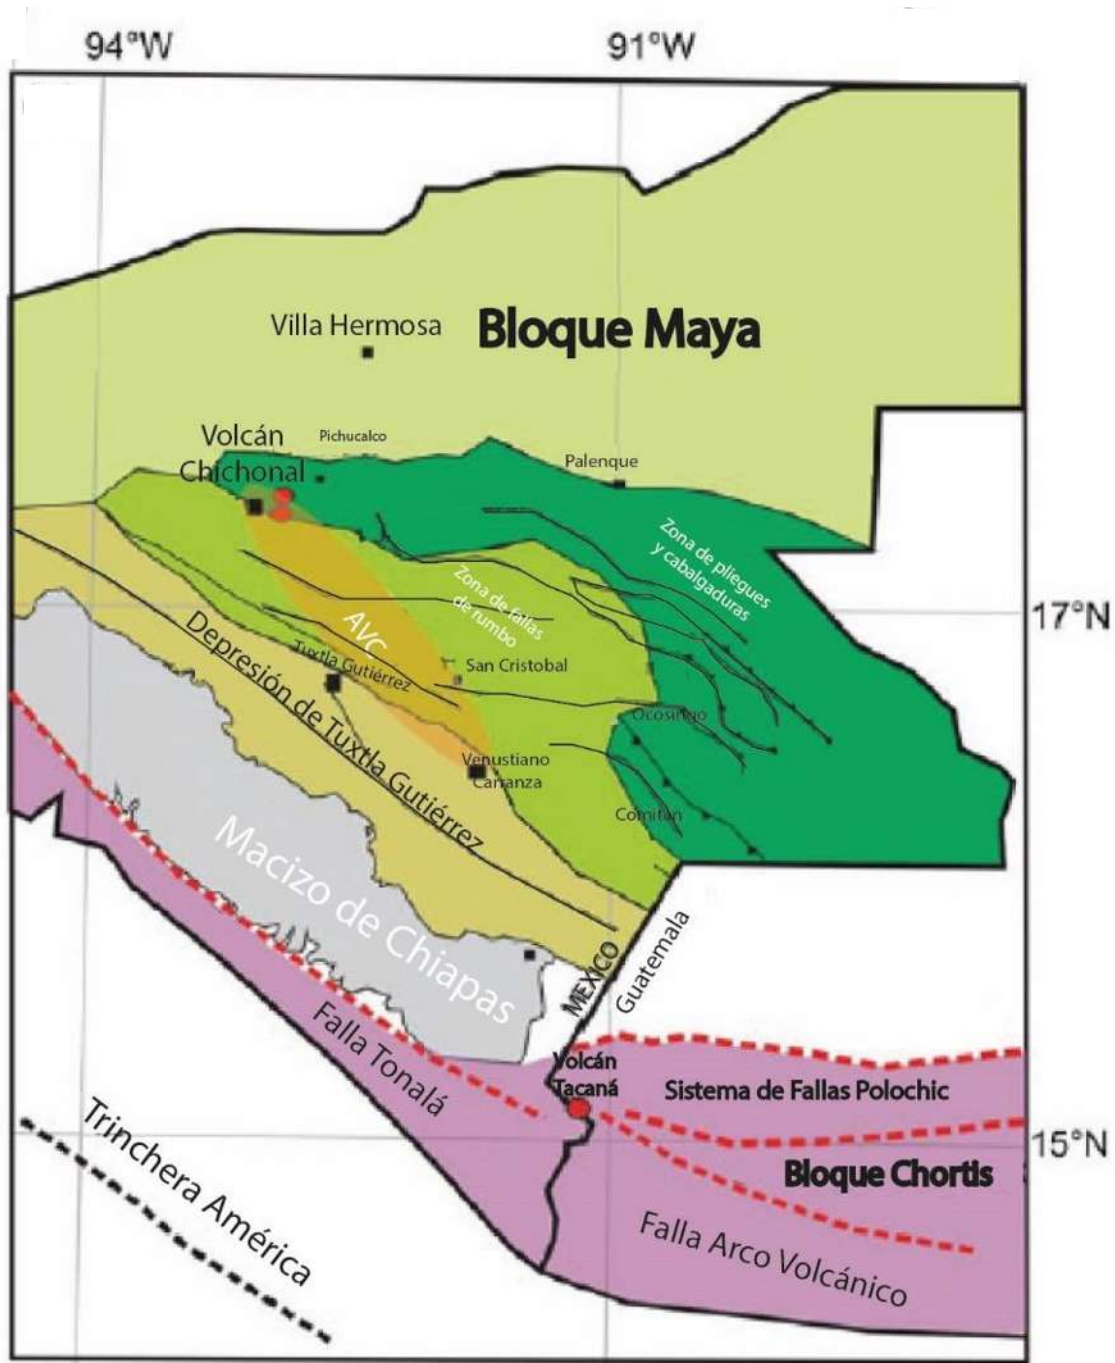 94°W
91°W
Villa Hermosa
Bloque Maya
Volcán
Chichonal
Pichucalco
Palenque
Zona de pliegues
y cabalgaduras
17°N
Zona de fallas
de rumbo
AVC
San Cristobal
Tuxtla Gutiérrez
Depresión de Tuxtla Gutiérrez
Ocosingo
Venustiano
Carranza
Comitán
Macizo de Chiapas
MEXICO
Guatemala
Falla Tonalá
Volcán
Tacaná
Sistema de Fallas Polochic
15°N
Trinchera América
Bloque Chortis
Falla Arco Volcánico